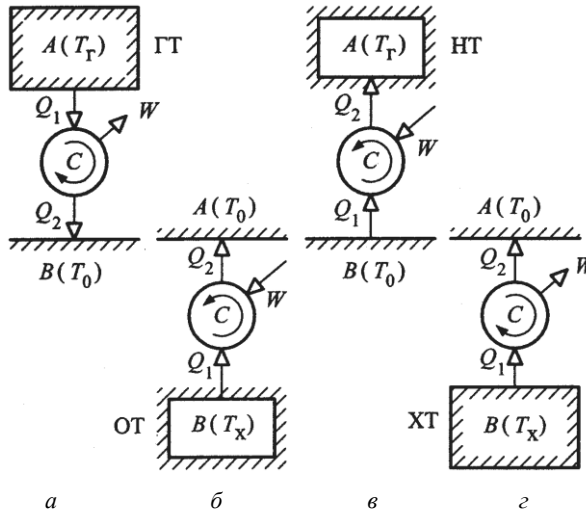 A(Tг) ГТ
Q1
W
C
Q2
B(T0)
а
A(T0)
Q2
W
C
Q1
ОТ B(Tх)
б
A(Tг) НТ
Q2
W
C
Q1
B(T0)
в
A(T0)
Q2
W
C
Q1
ХТ B(Tх)
г